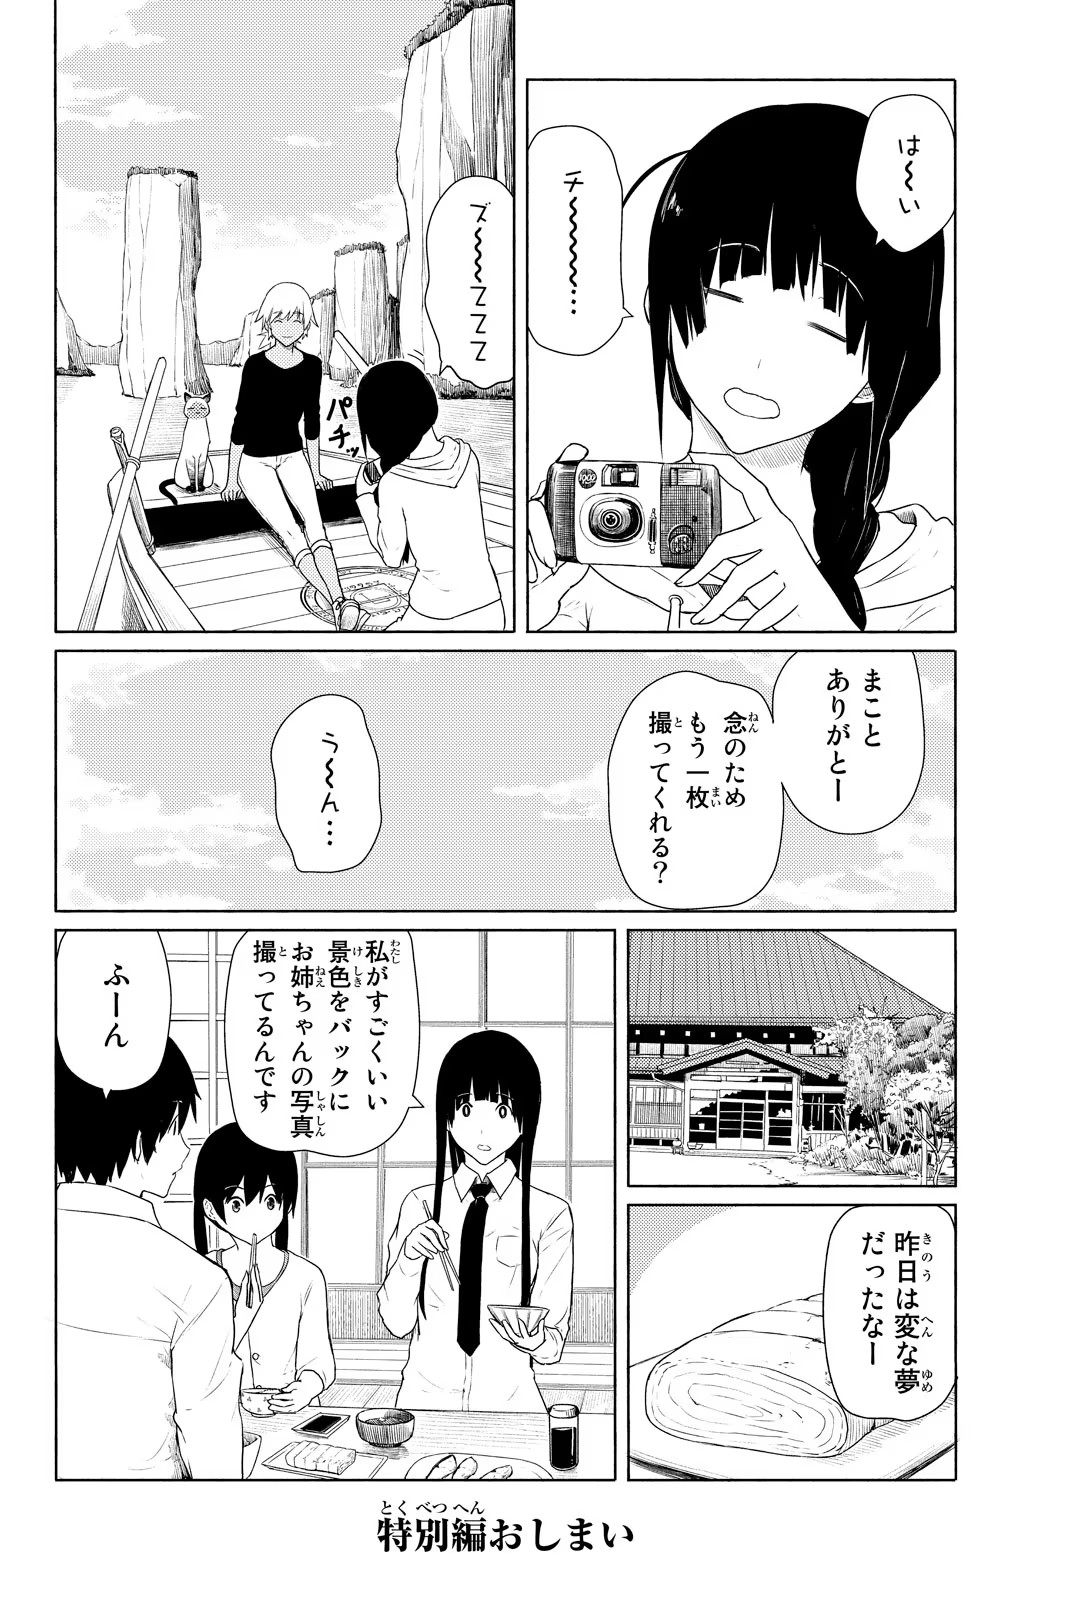 は～い
チ～～～…
ズ～～～ZZZZ
パチッ
まこと
ありがとー
念のため
もう一枚
撮ってくれる？
う～ん…
昨日は変な夢
だったなー
私がすごくいい
景色をバックに
お姉ちゃんの写真
撮ってるんです
ふーん
特別編おしまい